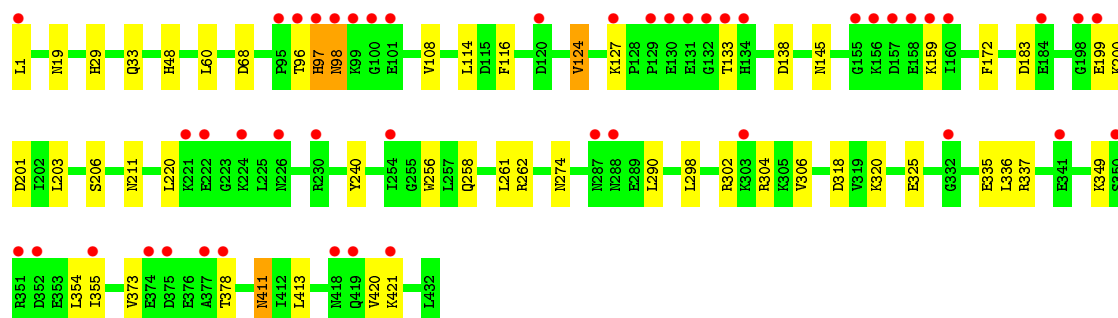 L1 N19 H29 Q33 H48 L60 D68 P95 T96 H97 N98 K99 G100 E101 V108 L114 D115 F116 D120 V124 K127 P128 P129 E130 E131 G132 T133 H134 D138 N145 G155 K156 D157 E158 K159 I160 F172 D183 E184 G198 E199 K200
D201 I202 L203 S206 N211 L220 K221 E222 G223 K224 L225 N226 R230 Y240 I254 G255 W256 L257 Q258 L261 R262 N274 N287 N288 E289 L290 L298 R302 K303 R304 K305 V306 D318 V319 K320 E325 G332 E335 L336 R337 E341 K349 S350
R351 D352 E353 L354 I355 V373 E374 D375 E376 A377 T378 N411 I412 L413 N418 Q419 V420 K421 L432